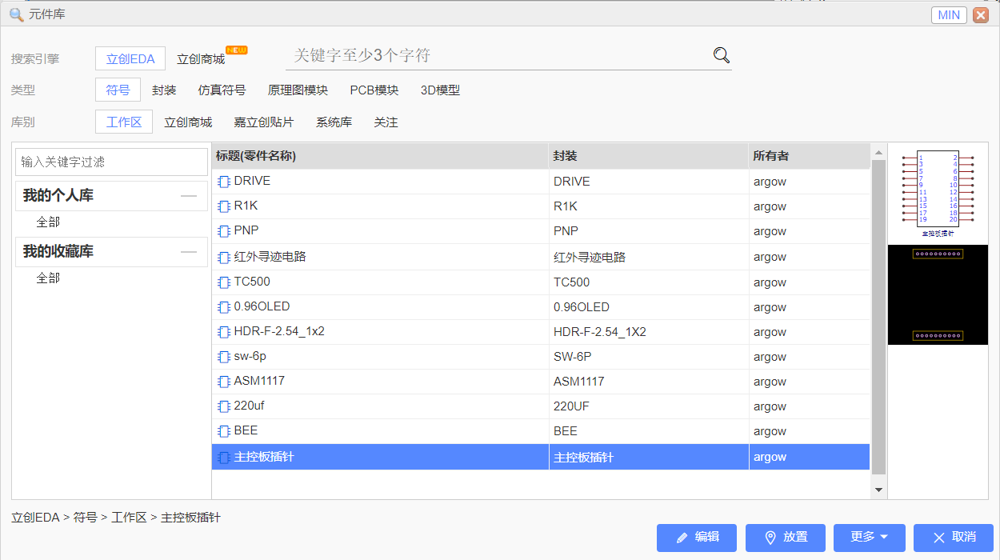 元件库 MIN
搜索引擎 立创EDA 立创商城 NEW 关键字至少3个字符
类型 符号 封装 仿真符号 原理图模块 PCB模块 3D模型
库别 工作区 立创商城 嘉立创贴片 系统库 关注
输入关键字过滤
我的个人库
全部
我的收藏库
全部
标题(零件名称) 封装 所有者
DRIVE DRIVE argow
R1K R1K argow
PNP PNP argow
红外寻迹电路 红外寻迹电路 argow
TC500 TC500 argow
0.96OLED 0.96OLED argow
HDR-F-2.54_1x2 HDR-F-2.54_1X2 argow
sw-6p SW-6P argow
ASM1117 ASM1117 argow
220uf 220UF argow
BEE BEE argow
主控板插针 主控板插针 argow
1 2
3 4
5 6
7 8
9 10
11 12
13 14
15 16
17 18
19 20
主控板插针
立创EDA > 符号 > 工作区 > 主控板插针
编辑 放置 更多 取消